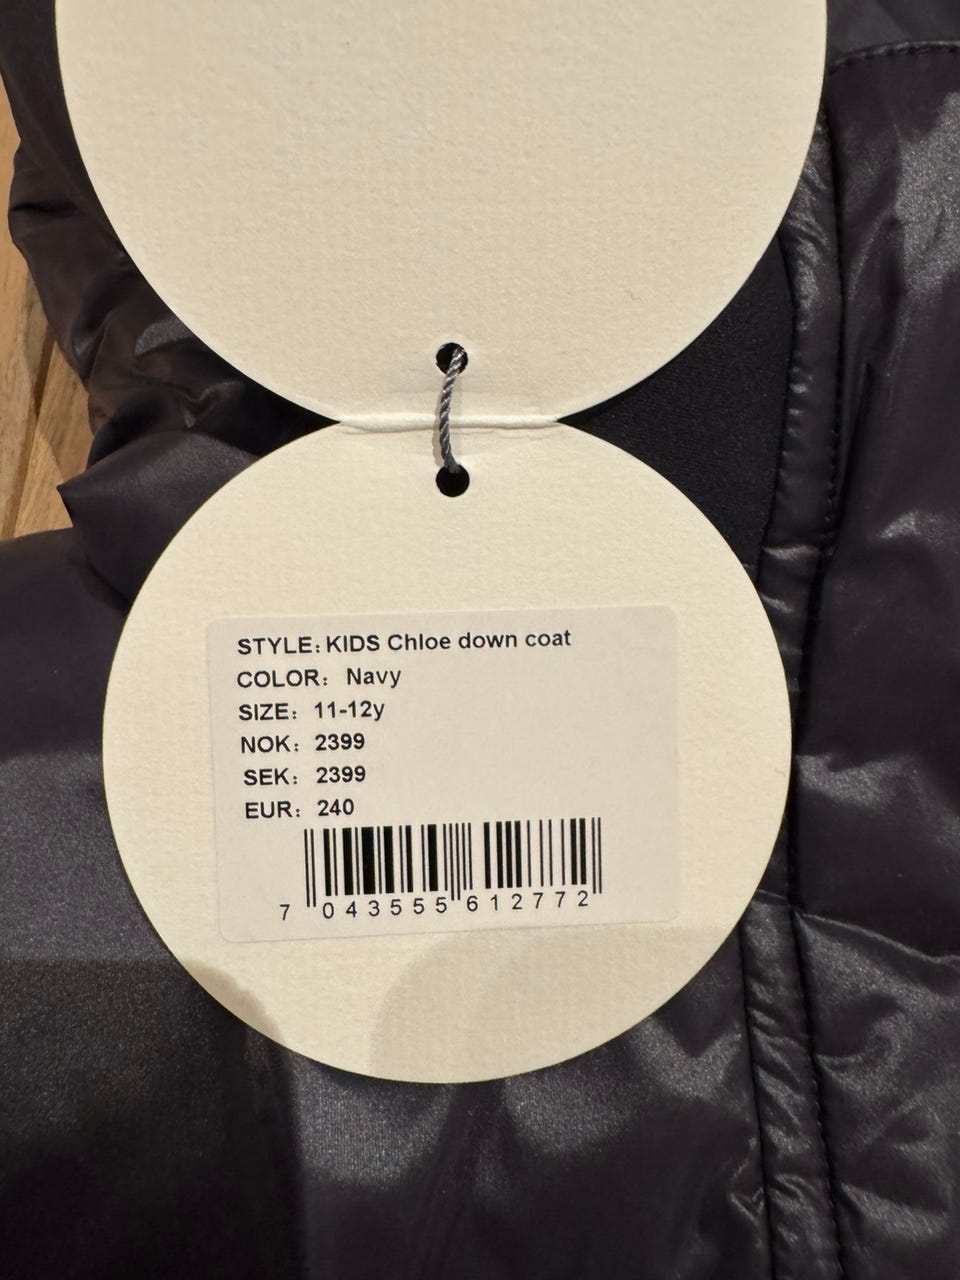 STYLE: KIDS Chloe down coat
COLOR: Navy
SIZE: 11-12y
NOK: 2399
SEK: 2399
EUR: 240
7 043555 612772